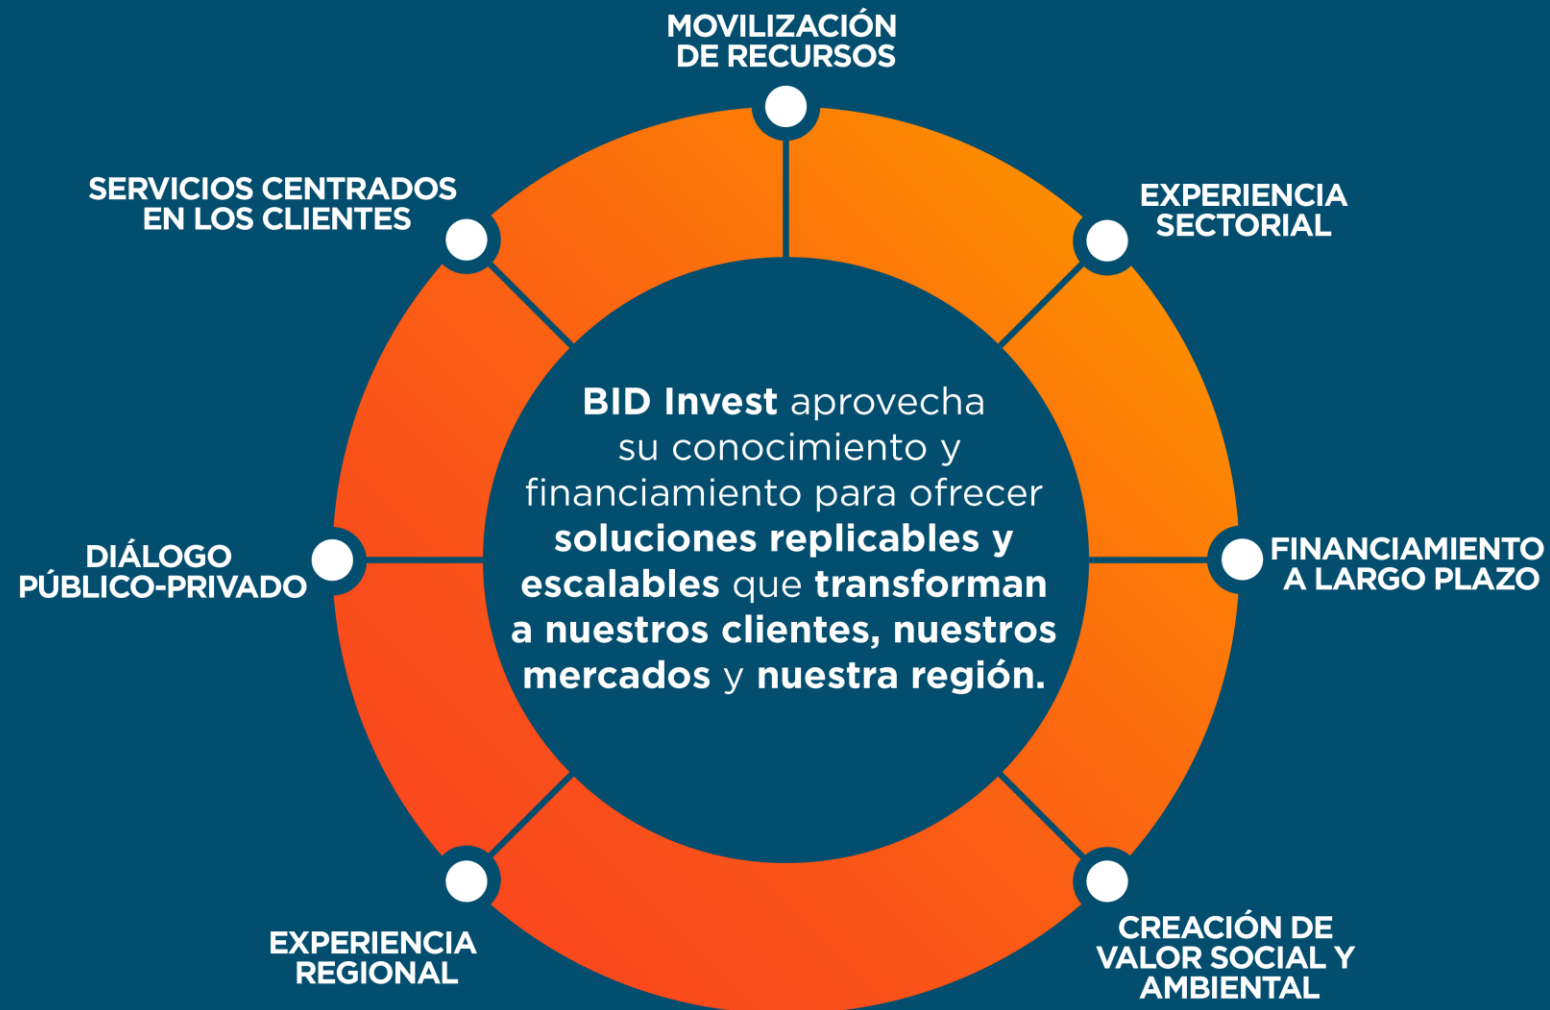 MOVILIZACIÓN
DE RECURSOS
SERVICIOS CENTRADOS
EN LOS CLIENTES
EXPERIENCIA
SECTORIAL
BID Invest aprovecha
su conocimiento y
financiamiento para ofrecer
soluciones replicables y
escalables que transforman
a nuestros clientes, nuestros
mercados y nuestra región.
DIÁLOGO
PÚBLICO-PRIVADO
FINANCIAMIENTO
A LARGO PLAZO
EXPERIENCIA
REGIONAL
CREACIÓN DE
VALOR SOCIAL Y
AMBIENTAL